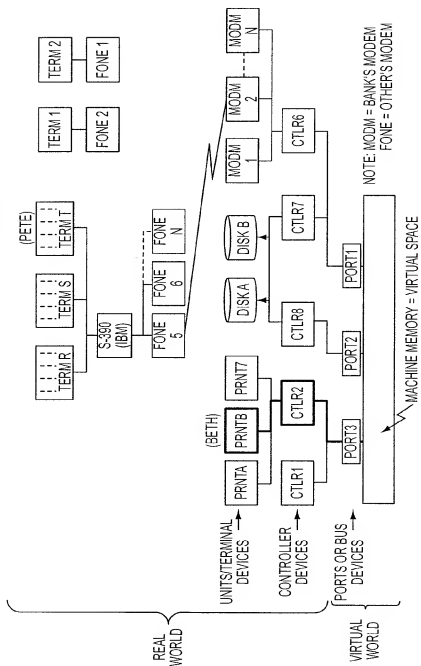 (PETE)
TERM R
TERM S
TERM T
TERM 1
TERM 2
FONE 2
FONE 1
S-390
(IBM)
FONE
5
FONE
6
FONE
N
REAL
WORLD
UNITS/TERMINAL
DEVICES
(BETH)
PRNTA
PRNTB
PRNT7
DISK A
DISK B
MODM
1
MODM
2
MODM
N
CONTROLLER
DEVICES
CTLR1
CTLR2
CTLR8
CTLR7
CTLR6
VIRTUAL
WORLD
PORTS OR BUS
DEVICES
PORT3
PORT2
PORT1
MACHINE MEMORY = VIRTUAL SPACE
NOTE: MODM = BANK'S MODEM
FONE = OTHER'S MODEM